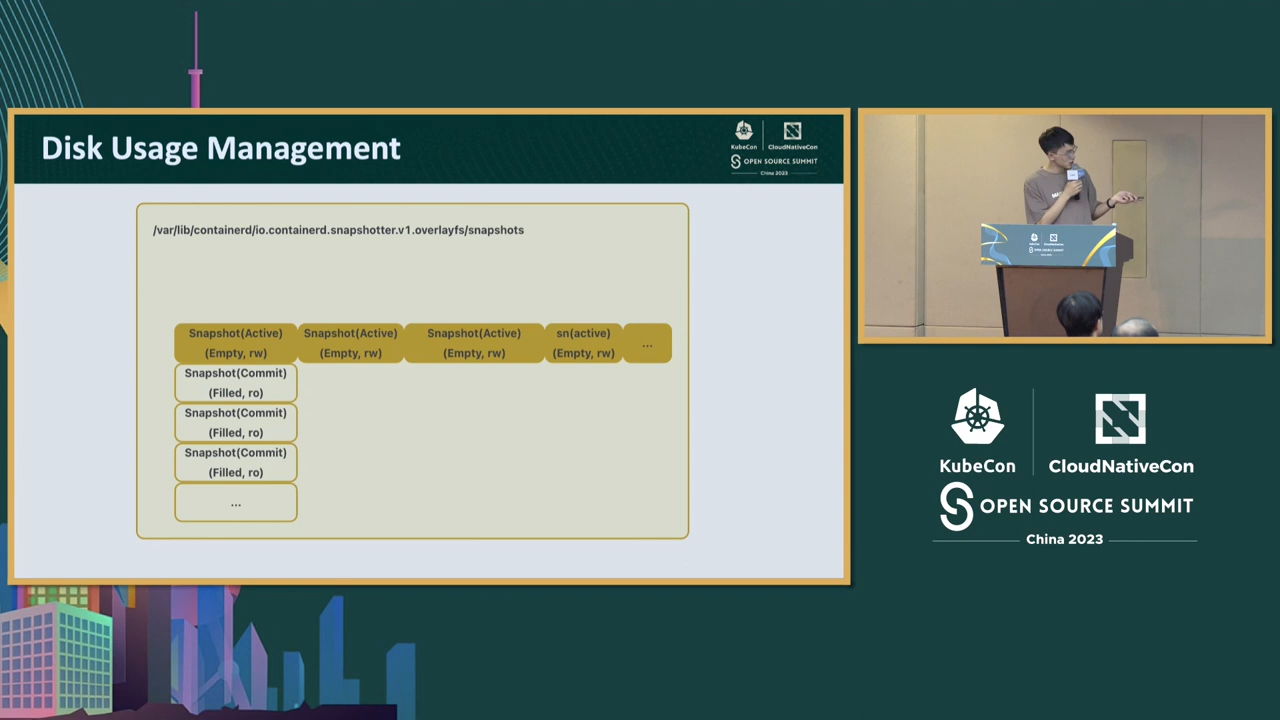 Disk Usage Management
KubeCon
CloudNativeCon
OPEN SOURCE SUMMIT
China 2023
/var/lib/containerd/io.containerd.snapshotter.v1.overlayfs/snapshots
Snapshot(Active)
(Empty, rw)
Snapshot(Active)
(Empty, rw)
Snapshot(Active)
(Empty, rw)
sn(active)
(Empty, rw)
...
Snapshot(Commit)
(Filled, ro)
Snapshot(Commit)
(Filled, ro)
Snapshot(Commit)
(Filled, ro)
...
KubeCon
CloudNativeCon
OPEN SOURCE SUMMIT
China 2023